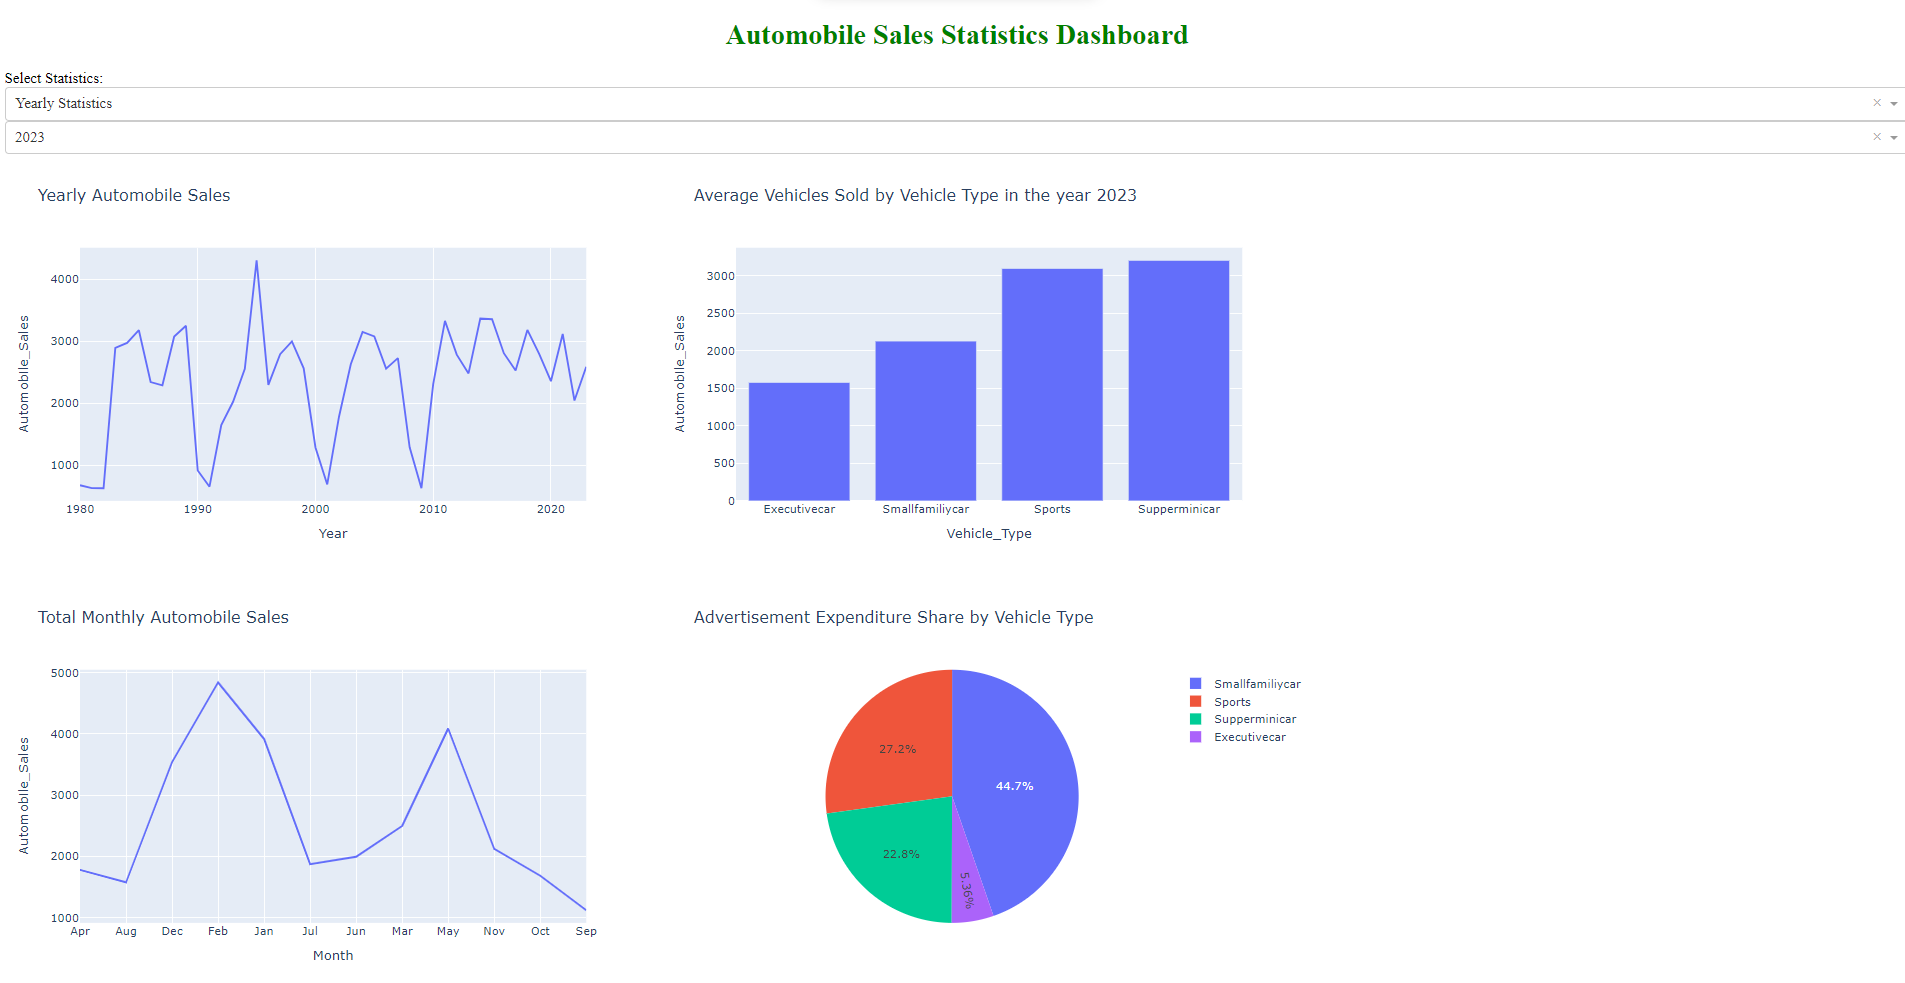 Automobile Sales Statistics Dashboard
Select Statistics:
Yearly Statistics
×
2023
×
Yearly Automobile Sales
Automobile_Sales
4000
3000
2000
1000
1980 1990 2000 2010 2020
Year
Average Vehicles Sold by Vehicle Type in the year 2023
Automobile_Sales
3000
2500
2000
1500
1000
500
0
Executivecar Smallfamiliycar Sports Supperminicar
Vehicle_Type
Total Monthly Automobile Sales
Automobile_Sales
5000
4000
3000
2000
1000
Apr Aug Dec Feb Jan Jul Jun Mar May Nov Oct Sep
Month
Advertisement Expenditure Share by Vehicle Type
27.2%
44.7%
22.8%
5.36%
Smallfamiliycar
Sports
Supperminicar
Executivecar